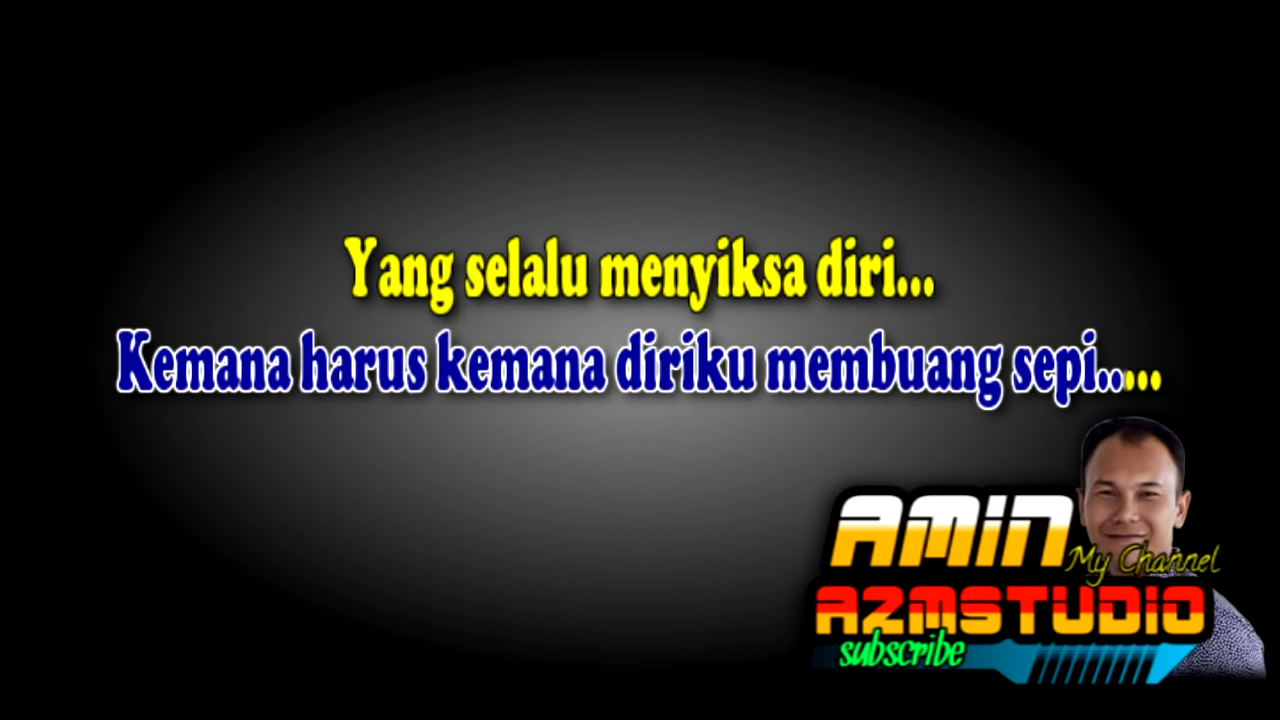 Yang selalu menyiksa diri...
Kemana harus kemana diriku membuang sepi.....
AMIN
My Channel
AZMSTUDIO
subscribe